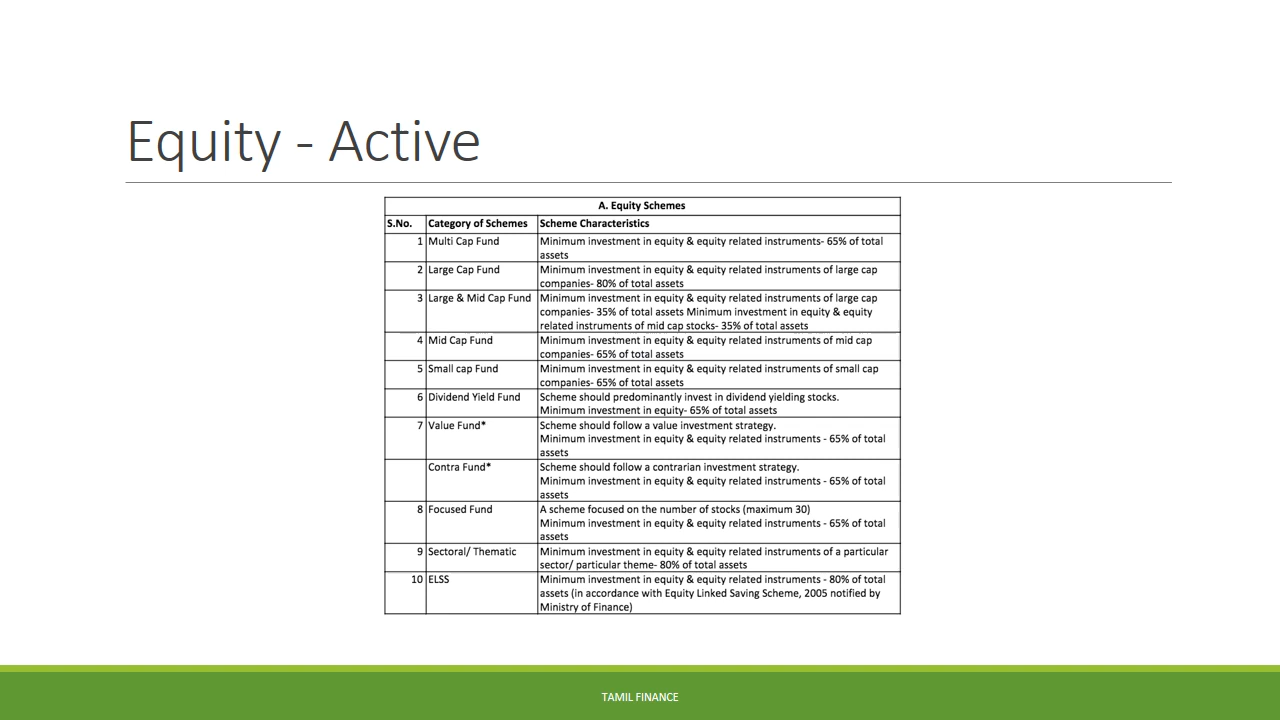 Equity - Active
A. Equity Schemes
S.No. Category of Schemes Scheme Characteristics
1 Multi Cap Fund Minimum investment in equity & equity related instruments- 65% of total
assets
2 Large Cap Fund Minimum investment in equity & equity related instruments of large cap
companies- 80% of total assets
3 Large & Mid Cap Fund Minimum investment in equity & equity related instruments of large cap
companies- 35% of total assets Minimum investment in equity & equity
related instruments of mid cap stocks- 35% of total assets
4 Mid Cap Fund Minimum investment in equity & equity related instruments of mid cap
companies- 65% of total assets
5 Small cap Fund Minimum investment in equity & equity related instruments of small cap
companies- 65% of total assets
6 Dividend Yield Fund Scheme should predominantly invest in dividend yielding stocks.
Minimum investment in equity- 65% of total assets
7 Value Fund* Scheme should follow a value investment strategy.
Minimum investment in equity & equity related instruments - 65% of total
assets
Contra Fund* Scheme should follow a contrarian investment strategy.
Minimum investment in equity & equity related instruments - 65% of total
assets
8 Focused Fund A scheme focused on the number of stocks (maximum 30)
Minimum investment in equity & equity related instruments - 65% of total
assets
9 Sectoral/ Thematic Minimum investment in equity & equity related instruments of a particular
sector/ particular theme- 80% of total assets
10 ELSS Minimum investment in equity & equity related instruments - 80% of total
assets (in accordance with Equity Linked Saving Scheme, 2005 notified by
Ministry of Finance)
TAMIL FINANCE